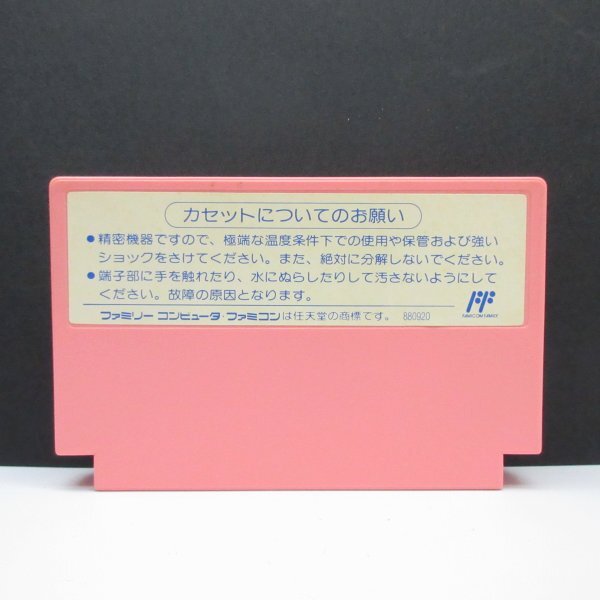 カセットについてのお願い
●精密機器ですので、極端な温度条件下での使用や保管および強い
ショックをさけてください。また、絶対に分解しないでください。
●端子部に手を触れたり、水にぬらしたりして汚さないようにして
ください。故障の原因となります。
ファミリー コンピュータ・ファミコンは任天堂の商標です。 880920
FAMICOM FAMILY